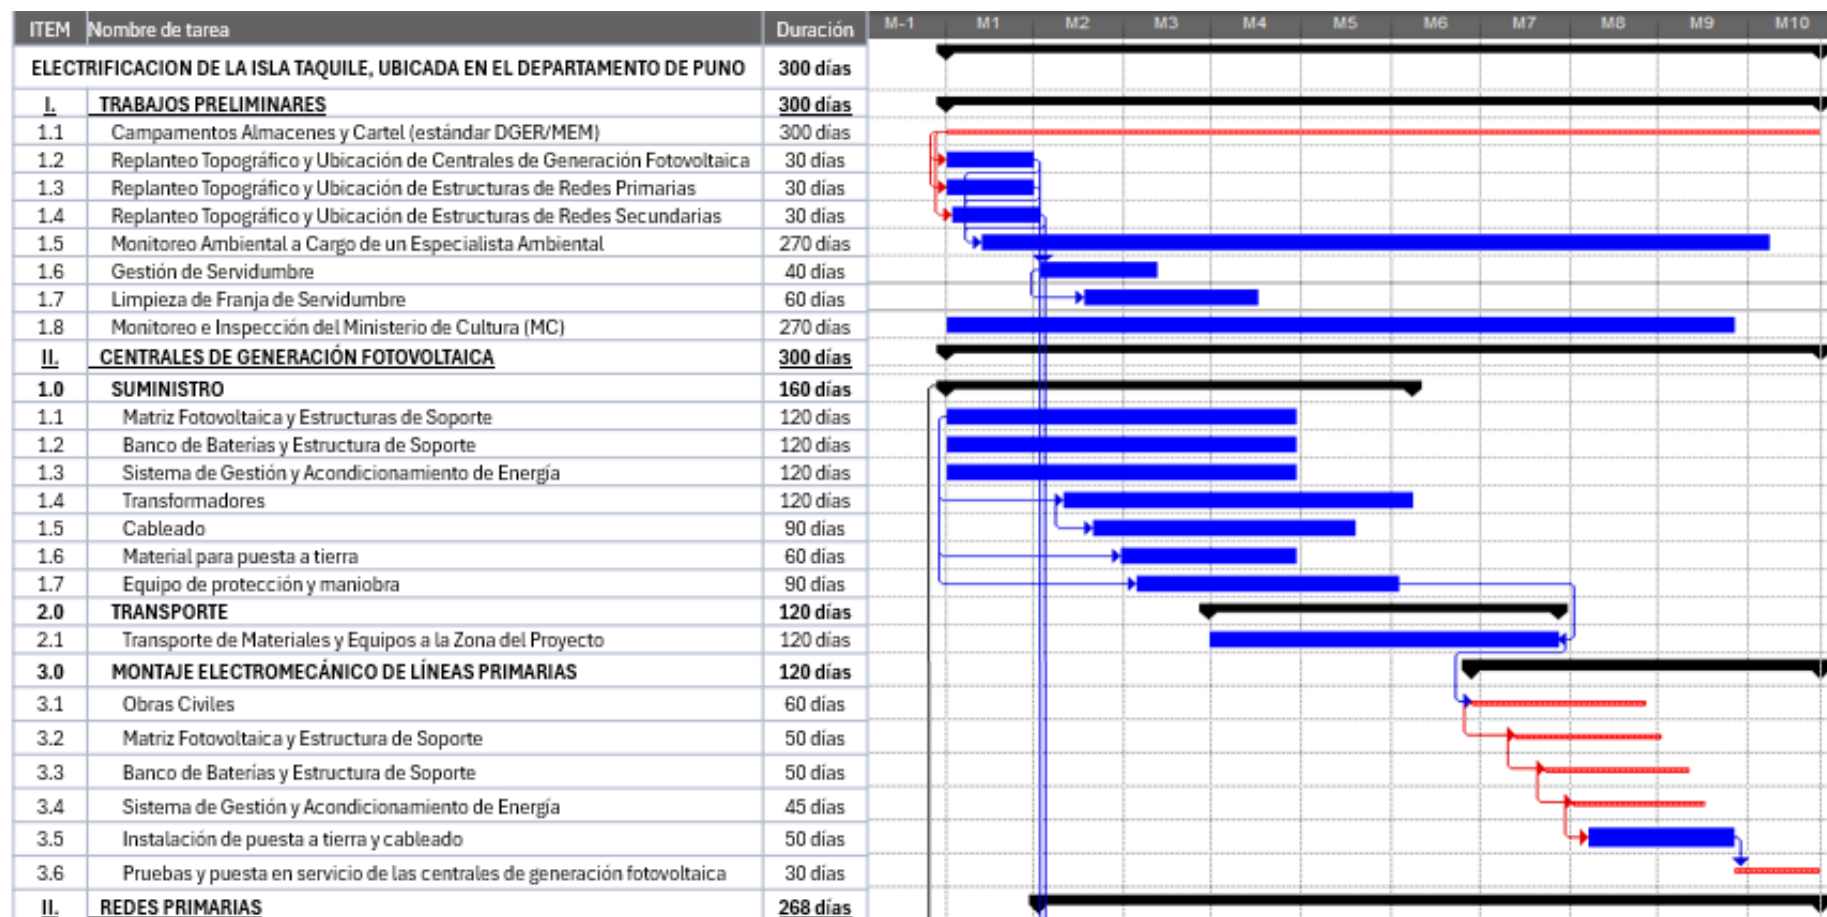 ITEM Nombre de tarea Duración M-1 M1 M2 M3 M4 M5 M6 M7 M8 M9 M10
ELECTRIFICACION DE LA ISLA TAQUILE, UBICADA EN EL DEPARTAMENTO DE PUNO 300 días
I. TRABAJOS PRELIMINARES 300 días
1.1 Campamentos Almacenes y Cartel (estándar DGER/MEM) 300 días
1.2 Replanteo Topográfico y Ubicación de Centrales de Generación Fotovoltaica 30 días
1.3 Replanteo Topográfico y Ubicación de Estructuras de Redes Primarias 30 días
1.4 Replanteo Topográfico y Ubicación de Estructuras de Redes Secundarias 30 días
1.5 Monitoreo Ambiental a Cargo de un Especialista Ambiental 270 días
1.6 Gestión de Servidumbre 40 días
1.7 Limpieza de Franja de Servidumbre 60 días
1.8 Monitoreo e Inspección del Ministerio de Cultura (MC) 270 días
II. CENTRALES DE GENERACIÓN FOTOVOLTAICA 300 días
1.0 SUMINISTRO 160 días
1.1 Matriz Fotovoltaica y Estructuras de Soporte 120 días
1.2 Banco de Baterías y Estructura de Soporte 120 días
1.3 Sistema de Gestión y Acondicionamiento de Energía 120 días
1.4 Transformadores 120 días
1.5 Cableado 90 días
1.6 Material para puesta a tierra 60 días
1.7 Equipo de protección y maniobra 90 días
2.0 TRANSPORTE 120 días
2.1 Transporte de Materiales y Equipos a la Zona del Proyecto 120 días
3.0 MONTAJE ELECTROMECÁNICO DE LÍNEAS PRIMARIAS 120 días
3.1 Obras Civiles 60 días
3.2 Matriz Fotovoltaica y Estructura de Soporte 50 días
3.3 Banco de Baterías y Estructura de Soporte 50 días
3.4 Sistema de Gestión y Acondicionamiento de Energía 45 días
3.5 Instalación de puesta a tierra y cableado 50 días
3.6 Pruebas y puesta en servicio de las centrales de generación fotovoltaica 30 días
II. REDES PRIMARIAS 268 días